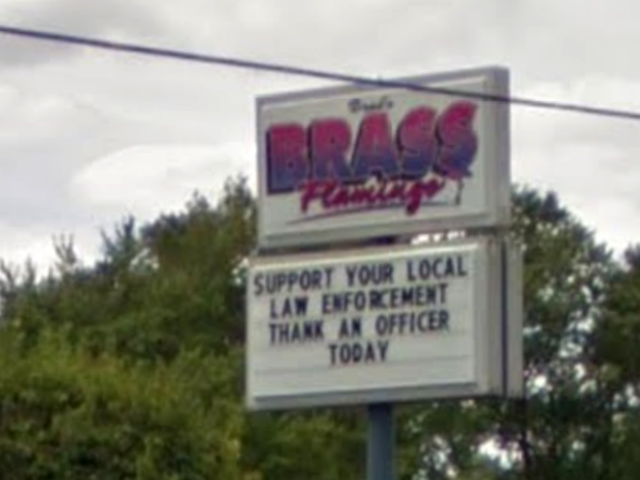 Brad's
BRASS
Flamingo
SUPPORT YOUR LOCAL
LAW ENFORCEMENT
THANK AN OFFICER
TODAY